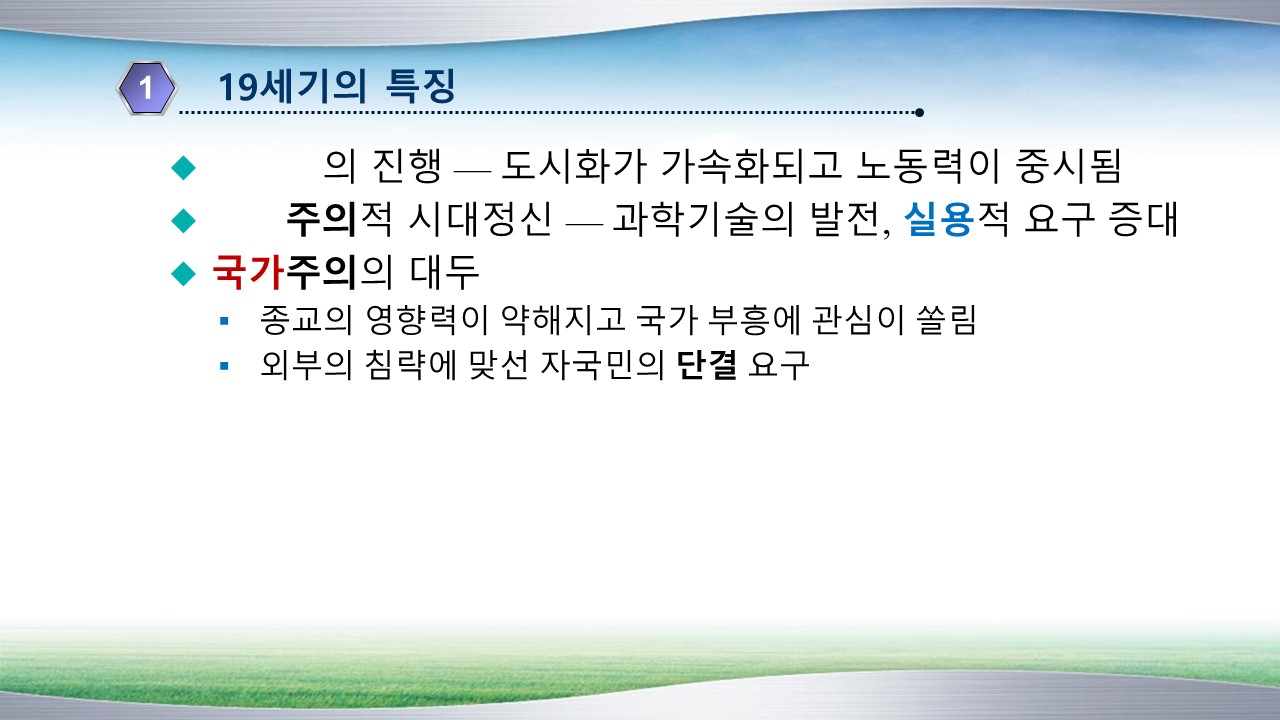 1 19세기의 특징
의 진행 — 도시화가 가속화되고 노동력이 중시됨
주의적 시대정신 — 과학기술의 발전, 실용적 요구 증대
국가주의의 대두
종교의 영향력이 약해지고 국가 부흥에 관심이 쏠림
외부의 침략에 맞선 자국민의 단결 요구